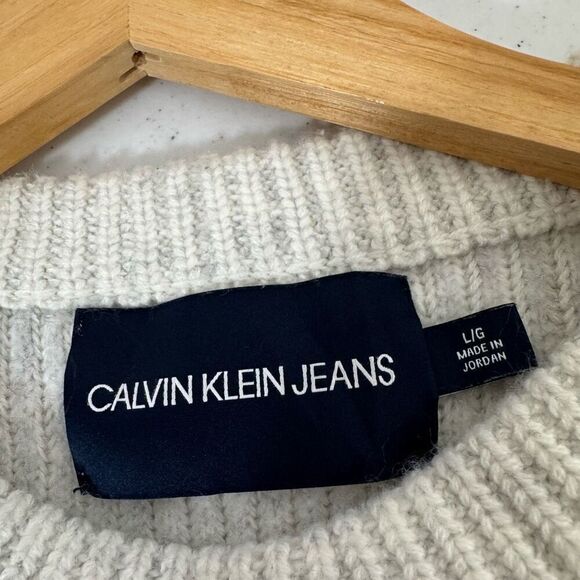 CALVIN KLEIN JEANS
L/G
MADE IN
JORDAN